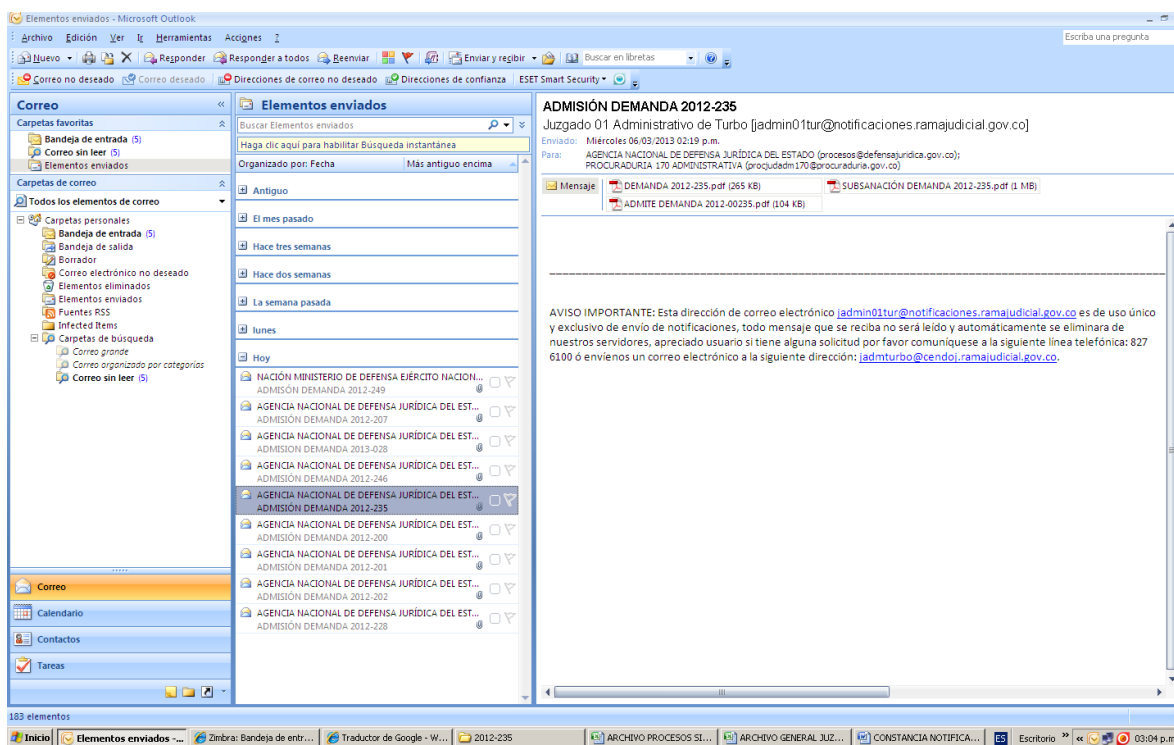 Elementos enviados - Microsoft Outlook
Archivo Edición Ver Ir Herramientas Acciones ?
Escriba una pregunta
Nuevo Responder Responder a todos Reenviar Enviar y recibir Buscar en libretas
Correo no deseado Correo deseado Direcciones de correo no deseado Direcciones de confianza ESET Smart Security
Correo «
Carpetas favoritas
Bandeja de entrada (5)
Correo sin leer (5)
Elementos enviados
Carpetas de correo
Todos los elementos de correo
Carpetas personales
Bandeja de entrada (5)
Bandeja de salida
Borrador
Correo electrónico no deseado
Elementos eliminados
Elementos enviados
Fuentes RSS
Infected Items
Carpetas de búsqueda
Correo grande
Correo organizado por categorías
Correo sin leer (5)
Correo
Calendario
Contactos
Tareas
Elementos enviados
Buscar Elementos enviados
Haga clic aquí para habilitar Búsqueda instantánea
Organizado por: Fecha Más antiguo encima
Antiguo
El mes pasado
Hace tres semanas
Hace dos semanas
La semana pasada
lunes
Hoy
NACIÓN MINISTERIO DE DEFENSA EJÉRCITO NACION...
ADMISÓN DEMANDA 2012-249
AGENCIA NACIONAL DE DEFENSA JURÍDICA DEL EST...
ADMISIÓN DEMANDA 2012-207
AGENCIA NACIONAL DE DEFENSA JURÍDICA DEL EST...
ADMISION DEMANDA 2013-028
AGENCIA NACIONAL DE DEFENSA JURÍDICA DEL EST...
ADMISIÓN DEMANDA 2012-246
AGENCIA NACIONAL DE DEFENSA JURÍDICA DEL EST...
ADMISIÓN DEMANDA 2012-235
AGENCIA NACIONAL DE DEFENSA JURÍDICA DEL EST...
ADMISIÓN DEMANDA 2012-200
AGENCIA NACIONAL DE DEFENSA JURÍDICA DEL EST...
ADMISIÓN DEMANDA 2012-201
AGENCIA NACIONAL DE DEFENSA JURÍDICA DEL EST...
ADMISIÓN DEMANDA 2012-202
AGENCIA NACIONAL DE DEFENSA JURÍDICA DEL EST...
ADMISIÓN DEMANDA 2012-228
ADMISIÓN DEMANDA 2012-235
Juzgado 01 Administrativo de Turbo [jadmin01tur@notificaciones.ramajudicial.gov.co]
Enviado: Miércoles 06/03/2013 02:19 p.m.
Para: AGENCIA NACIONAL DE DEFENSA JURÍDICA DEL ESTADO (procesos@defensajuridica.gov.co);
PROCURADURIA 170 ADMINISTRATIVA (procjudadm170@procuraduria.gov.co)
Mensaje DEMANDA 2012-235.pdf (265 KB) SUBSANACIÓN DEMANDA 2012-235.pdf (1 MB)
ADMITE DEMANDA 2012-00235.pdf (104 KB)
AVISO IMPORTANTE: Esta dirección de correo electrónico jadmin01tur@notificaciones.ramajudicial.gov.co es de uso único
y exclusivo de envío de notificaciones, todo mensaje que se reciba no será leído y automáticamente se eliminara de
nuestros servidores, apreciado usuario si tiene alguna solicitud por favor comuníquese a la siguiente línea telefónica: 827
6100 ó envíenos un correo electrónico a la siguiente dirección: jadmturbo@cendoj.ramajudicial.gov.co.
183 elementos
Inicio Elementos enviados -... Zimbra: Bandeja de entr... Traductor de Google - W... 2012-235 ARCHIVO PROCESOS SI... ARCHIVO GENERAL JUZ... CONSTANCIA NOTIFICA... ES Escritorio » « 03:04 p.m.